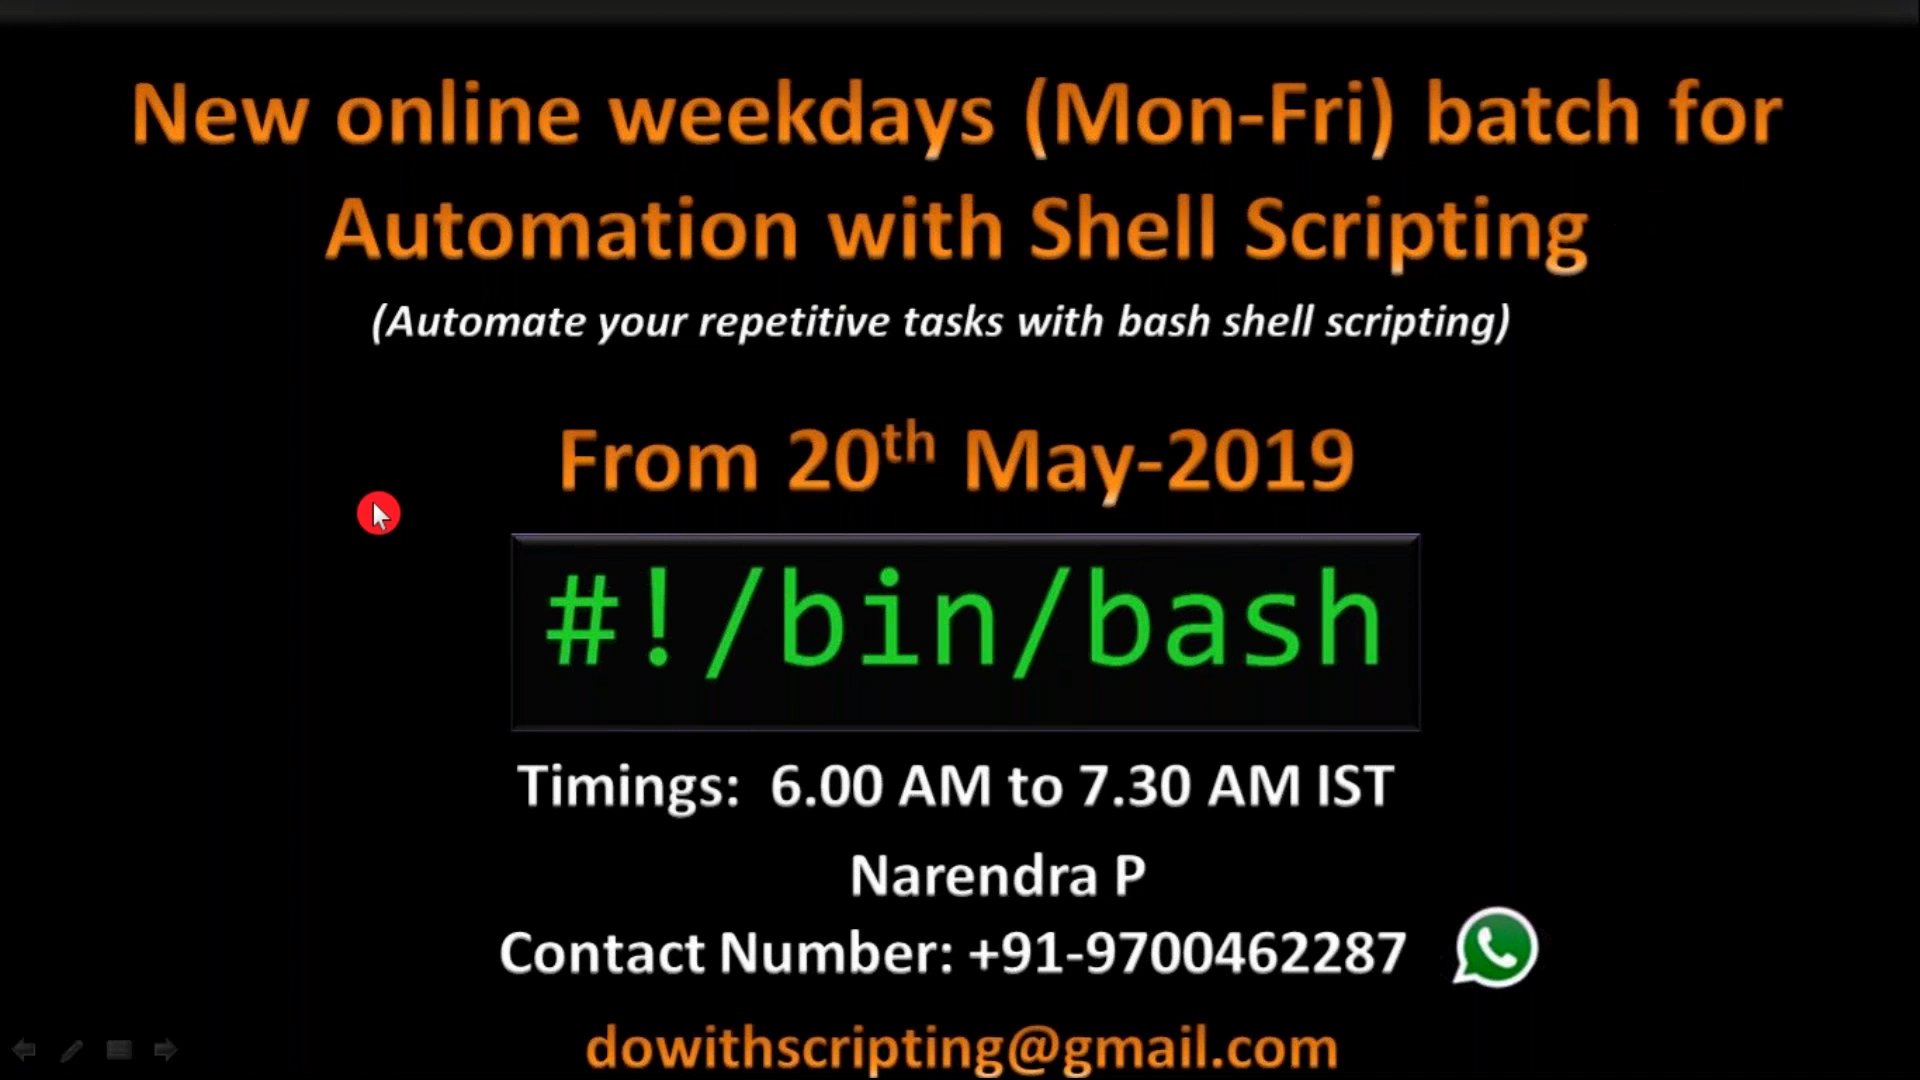 New online weekdays (Mon-Fri) batch for
Automation with Shell Scripting
(Automate your repetitive tasks with bash shell scripting)
From 20th May-2019
#!/bin/bash
Timings:  6.00 AM to 7.30 AM IST
Narendra P
Contact Number: +91-9700462287
dowithscripting@gmail.com